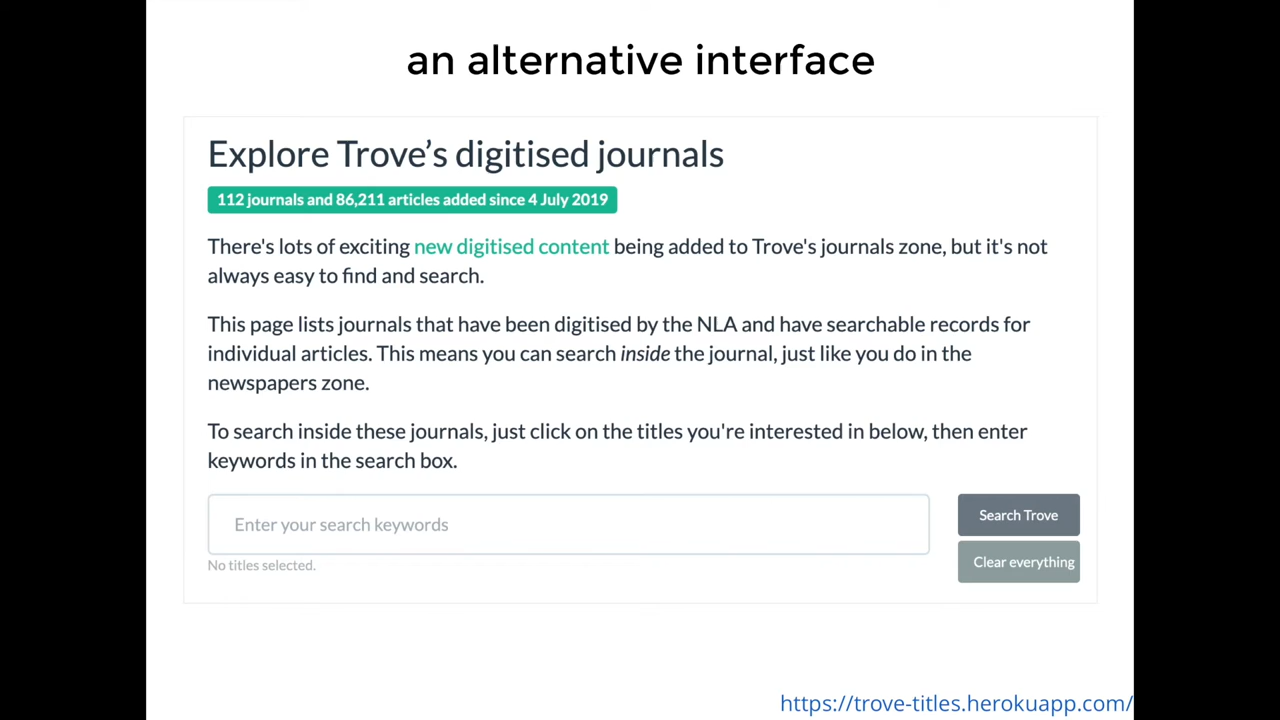 an alternative interface
Explore Trove’s digitised journals
112 journals and 86,211 articles added since 4 July 2019
There's lots of exciting new digitised content being added to Trove's journals zone, but it's not
always easy to find and search.
This page lists journals that have been digitised by the NLA and have searchable records for
individual articles. This means you can search inside the journal, just like you do in the
newspapers zone.
To search inside these journals, just click on the titles you're interested in below, then enter
keywords in the search box.
Enter your search keywords
Search Trove
No titles selected.
Clear everything
https://trove-titles.herokuapp.com/